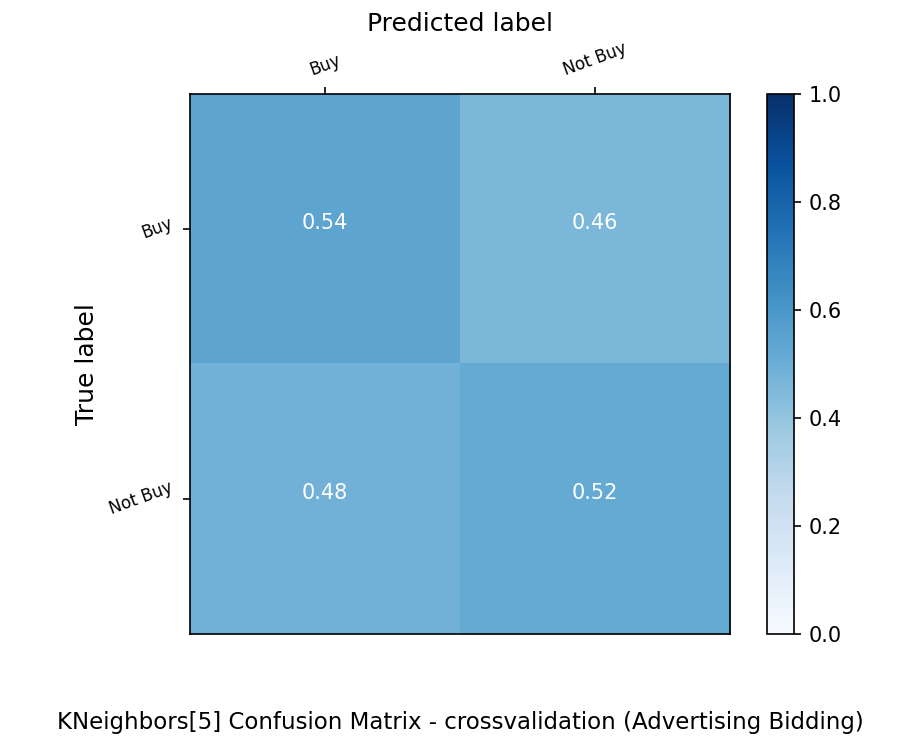 Predicted label
Buy
Not Buy
1.0
0.8
0.6
0.4
0.2
0.0
True label
Buy
0.54
0.46
Not Buy
0.48
0.52
KNeighbors[5] Confusion Matrix - crossvalidation (Advertising Bidding)